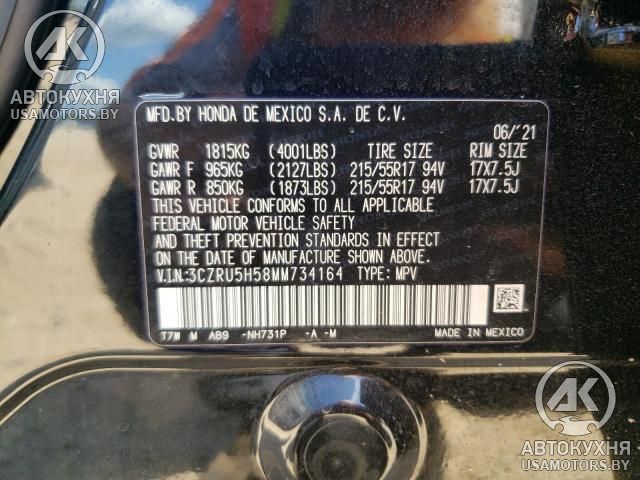 AK
АВТОКУХНЯ
USAMOTORS.BY
MFD.BY HONDA DE MEXICO S.A. DE C.V.
06/'21
GVWR 1815KG (4001LBS) TIRE SIZE RIM SIZE
GAWR F 965KG (2127LBS) 215/55R17 94V 17X7.5J
GAWR R 850KG (1873LBS) 215/55R17 94V 17X7.5J
THIS VEHICLE CONFORMS TO ALL APPLICABLE
FEDERAL MOTOR VEHICLE SAFETY
AND THEFT PREVENTION STANDARDS IN EFFECT
ON THE DATE OF MANUFACTURE SHOWN ABOVE.
V.I.N:3CZRU5H58MM734164 TYPE: MPV
T7W M AB9 -NH731P -A -M MADE IN MEXICO
AK
АВТОКУХНЯ
USAMOTORS.BY